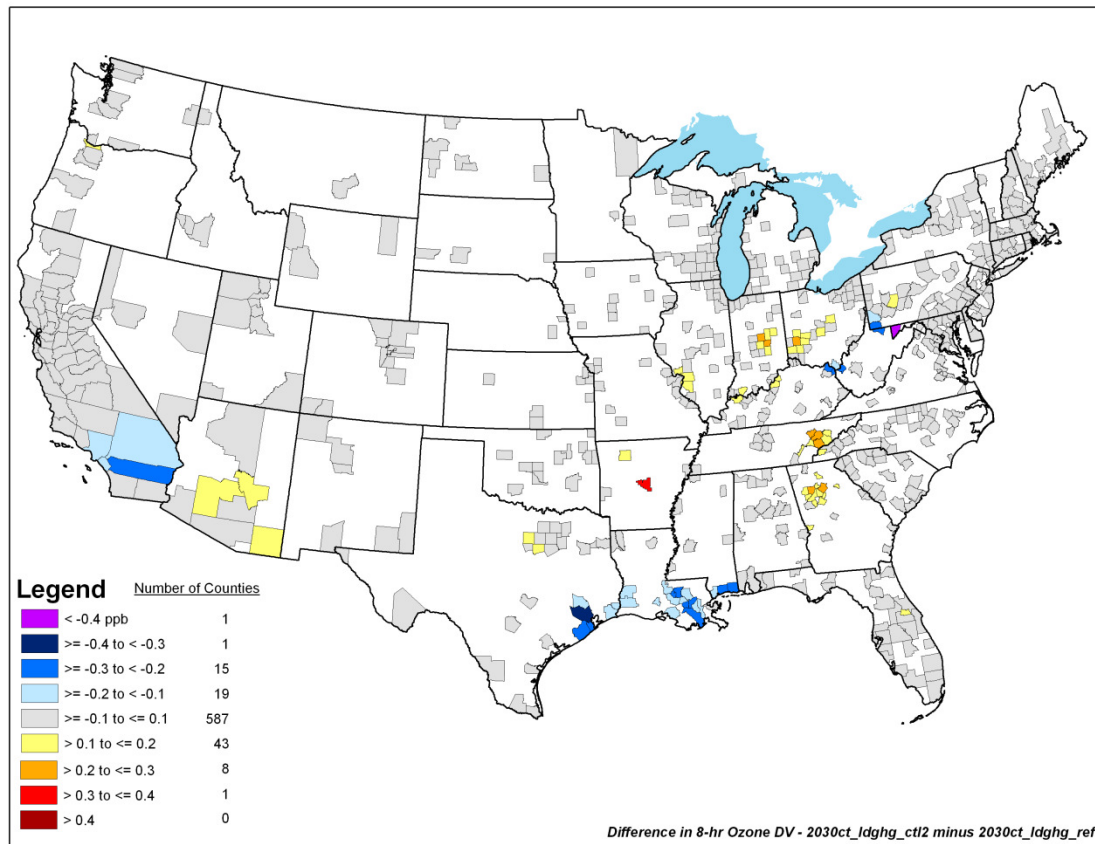 Legend Number of Counties
< -0.4 ppb 1
>= -0.4 to < -0.3 1
>= -0.3 to < -0.2 15
>= -0.2 to < -0.1 19
>= -0.1 to <= 0.1 587
> 0.1 to <= 0.2 43
> 0.2 to <= 0.3 8
> 0.3 to <= 0.4 1
> 0.4 0
Difference in 8-hr Ozone DV - 2030ct_ldghg_ctl2 minus 2030ct_ldghg_ref